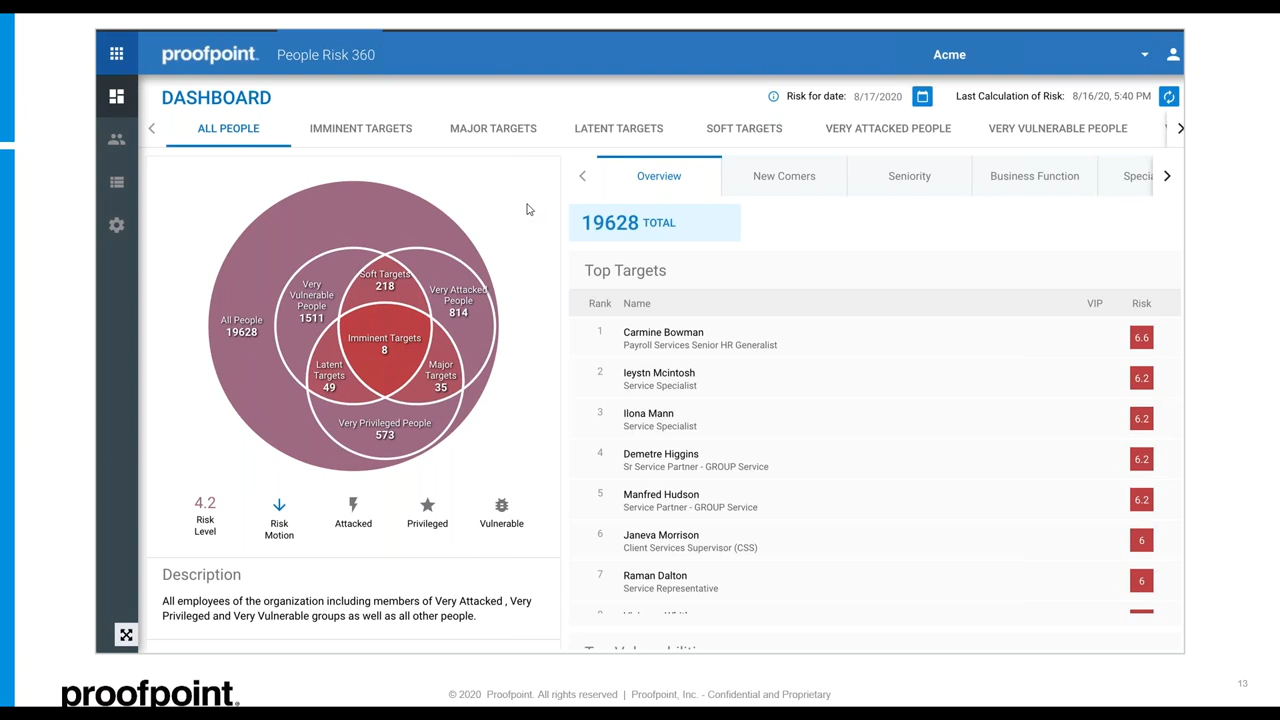 proofpoint. People Risk 360
Acme
DASHBOARD
Risk for date: 8/17/2020
Last Calculation of Risk: 8/16/20, 5:40 PM
ALL PEOPLE IMMINENT TARGETS MAJOR TARGETS LATENT TARGETS SOFT TARGETS VERY ATTACKED PEOPLE VERY VULNERABLE PEOPLE
Overview New Comers Seniority Business Function
19628 TOTAL
All People
19628
Very
Vulnerable
People
1511
Soft Targets
218
Very Attacked
People
814
Imminent Targets
8
Latent
Targets
49
Major
Targets
35
Very Privileged People
573
4.2
Risk
Level
Risk
Motion
Attacked
Privileged
Vulnerable
Description
All employees of the organization including members of Very Attacked , Very
Privileged and Very Vulnerable groups as well as all other people.
Top Targets
Rank Name VIP Risk
1 Carmine Bowman 6.6
Payroll Services Senior HR Generalist
2 Ieystn Mcintosh 6.2
Service Specialist
3 Ilona Mann 6.2
Service Specialist
4 Demetre Higgins 6.2
Sr Service Partner - GROUP Service
5 Manfred Hudson 6.2
Service Partner - GROUP Service
6 Janeva Morrison 6
Client Services Supervisor (CSS)
7 Raman Dalton 6
Service Representative
proofpoint.
© 2020 Proofpoint. All rights reserved | Proofpoint, Inc. - Confidential and Proprietary
13